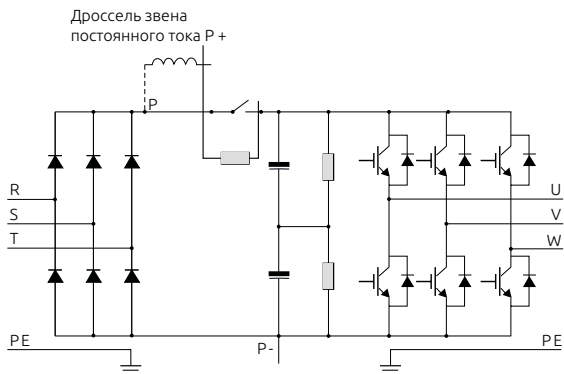 Дроссель звена
постоянного тока P +
P
R
S
T
U
V
W
PE
P-
PE